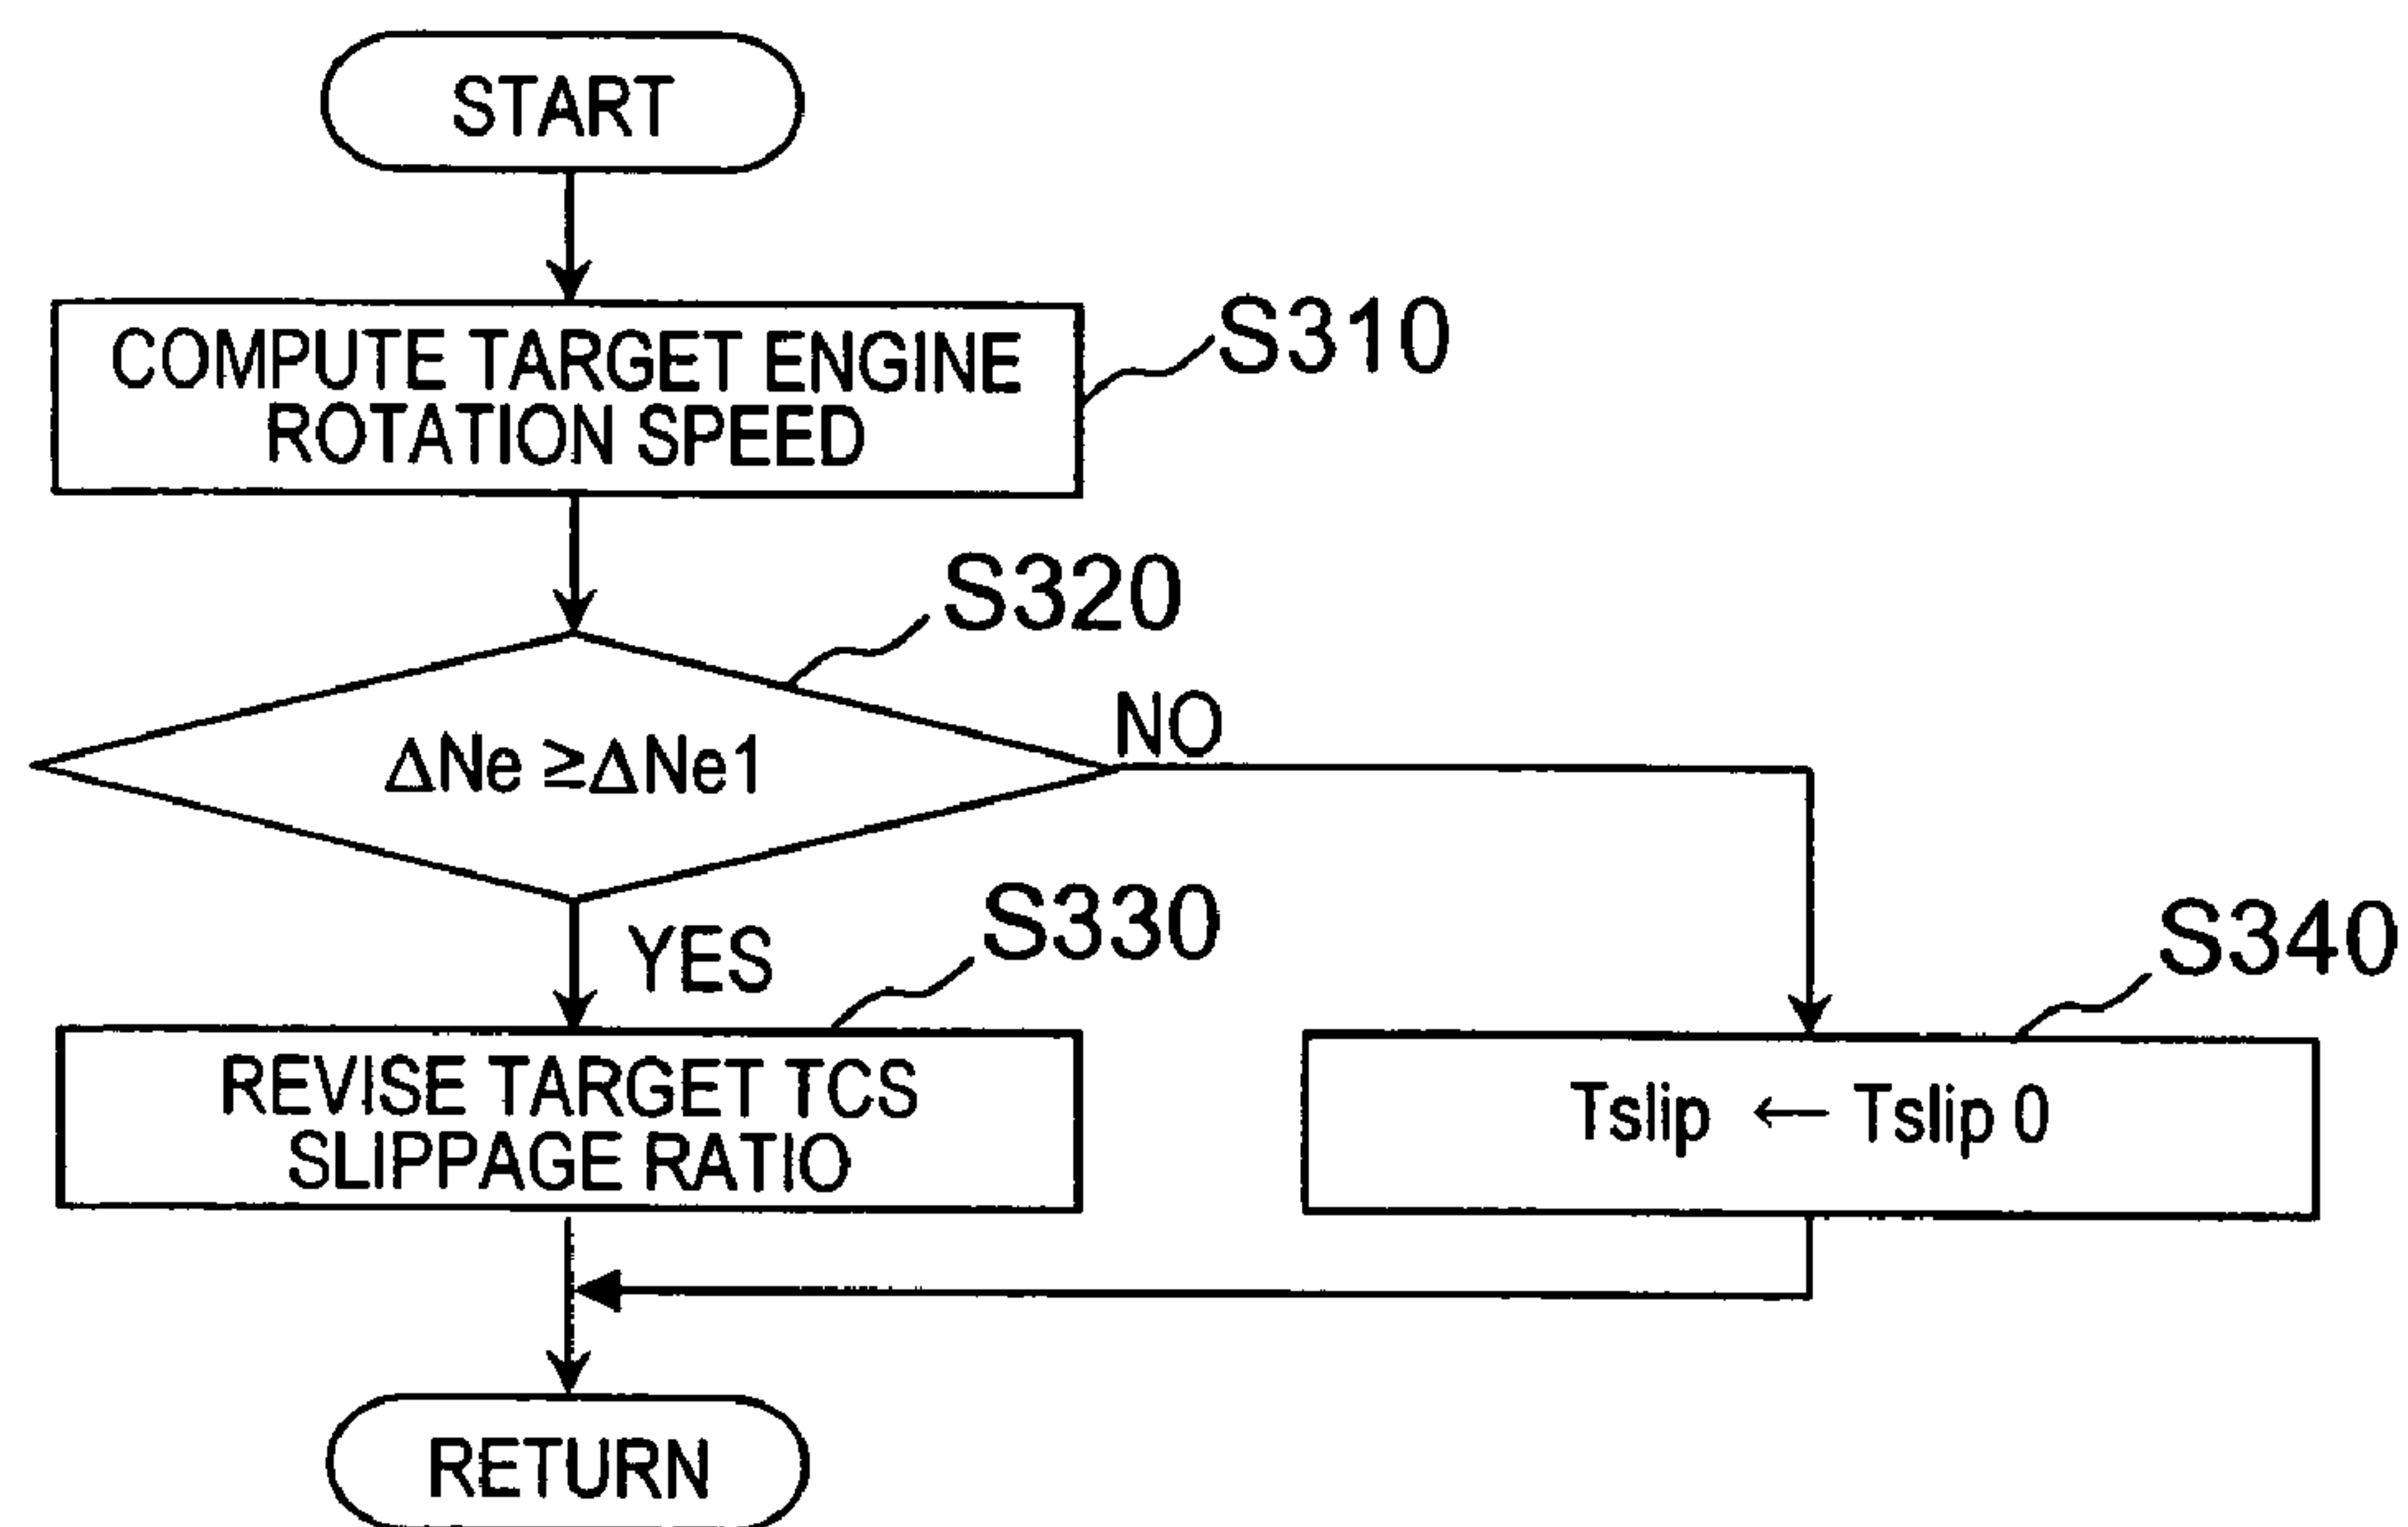 START
COMPUTE TARGET ENGINE
ROTATION SPEED
S310
S320
ΔNe ≥ΔNe1
NO
YES
S330
REVISE TARGET TCS
SLIPPAGE RATIO
S340
Tslip ← Tslip 0
RETURN